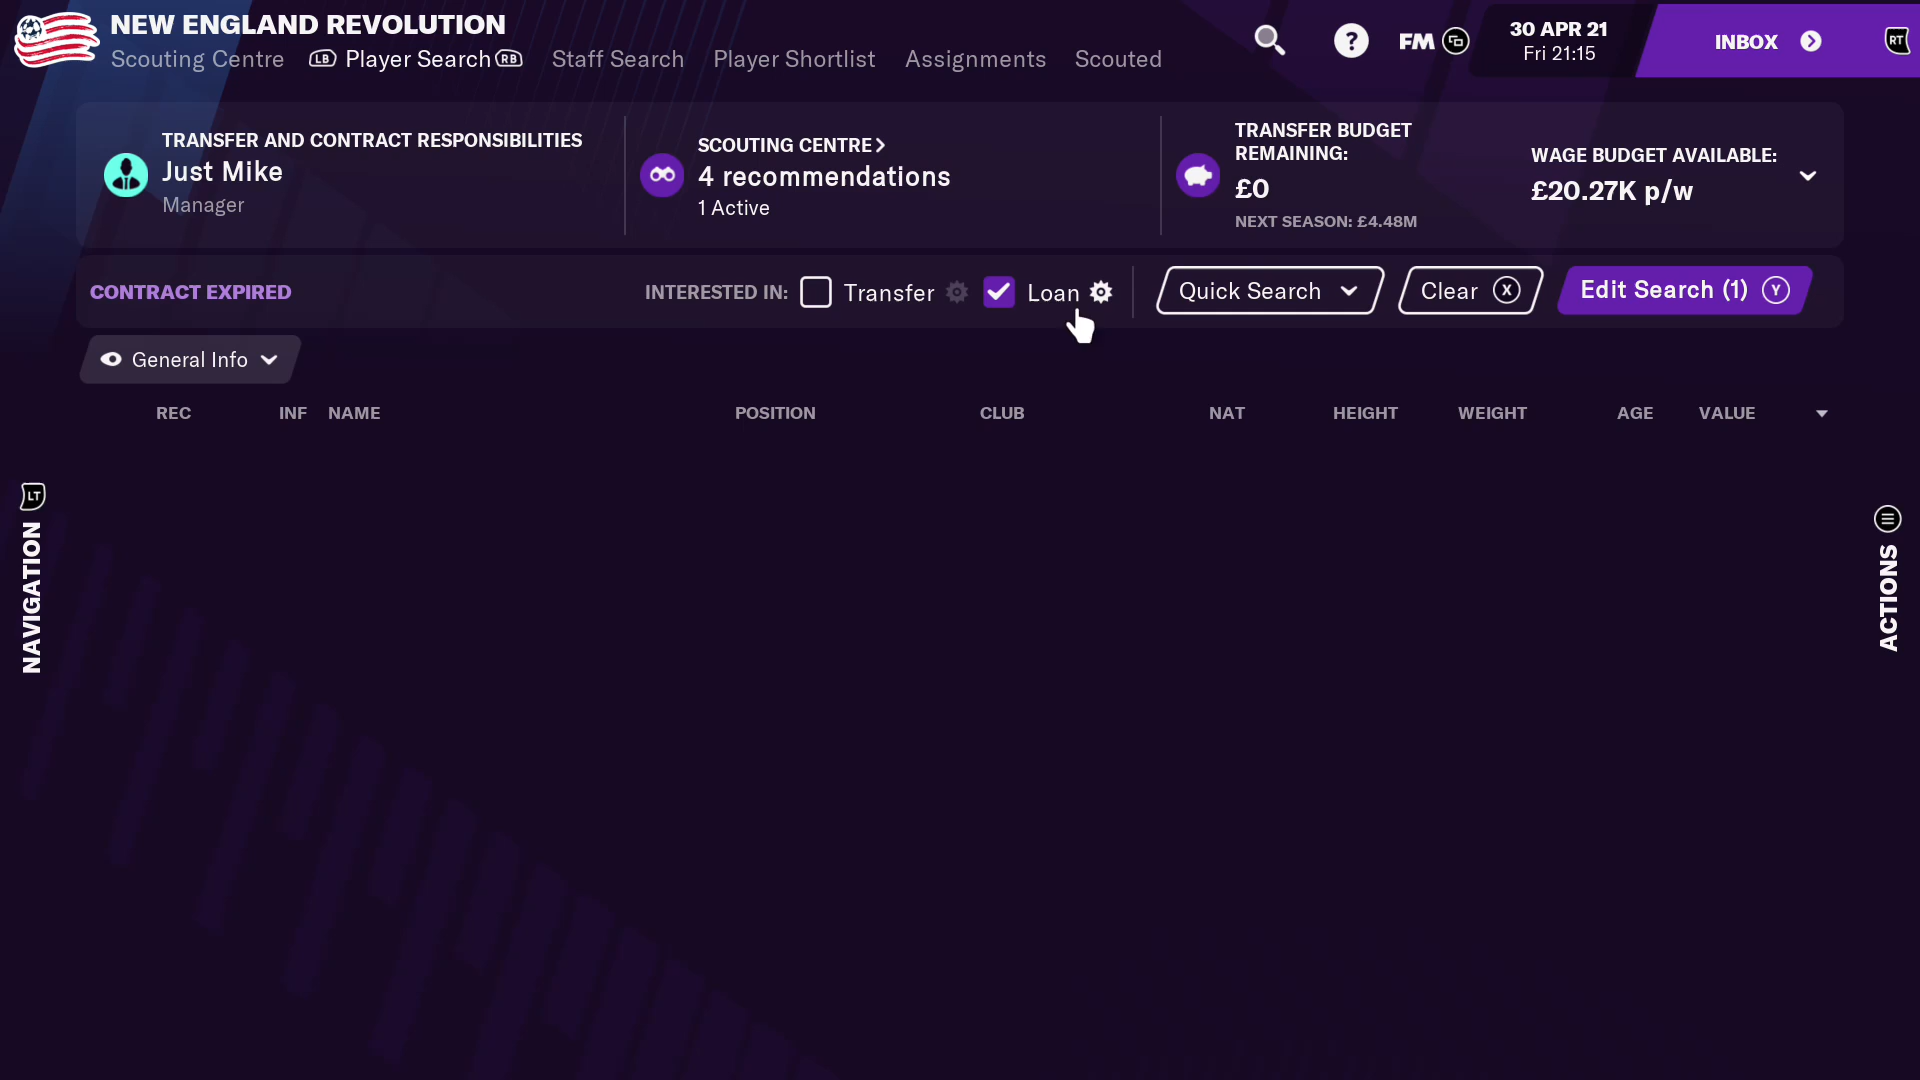 NEW ENGLAND REVOLUTION
Scouting Centre LB Player Search RB Staff Search Player Shortlist Assignments Scouted
? FM
30 APR 21
Fri 21:15
INBOX
RT
TRANSFER AND CONTRACT RESPONSIBILITIES
Just Mike
Manager
SCOUTING CENTRE
4 recommendations
1 Active
TRANSFER BUDGET
REMAINING:
£0
NEXT SEASON: £4.48M
WAGE BUDGET AVAILABLE:
£20.27K p/w
CONTRACT EXPIRED
INTERESTED IN: Transfer Loan
Quick Search
Clear X
Edit Search (1) Y
General Info
REC INF NAME POSITION CLUB NAT HEIGHT WEIGHT AGE VALUE
LT
NAVIGATION
ACTIONS